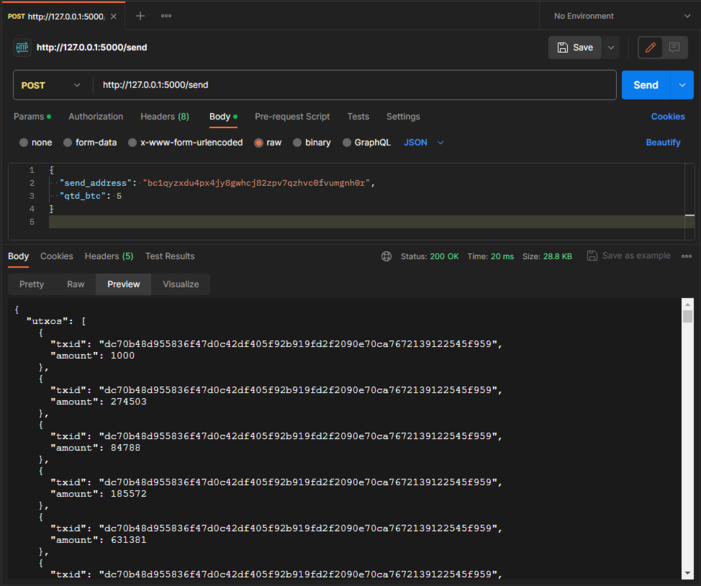 POST http://127.0.0.1:5000, No Environment
HTTP http://127.0.0.1:5000/send Save
POST http://127.0.0.1:5000/send Send
Params Authorization Headers (8) Body Pre-request Script Tests Settings Cookies
none form-data x-www-form-urlencoded raw binary GraphQL JSON Beautify
1 {
2 "send_address": "bc1qyzxdu4px4jy8gwhcj82zpv7qzhvc0fvumgnh0r",
3 "qtd_btc": 5
4 }
5
Body Cookies Headers (5) Test Results Status: 200 OK Time: 20 ms Size: 28.8 KB Save as example
Pretty Raw Preview Visualize
{
"utxos": [
{
"txid": "dc70b48d955836f47d0c42df405f92b919fd2f2090e70ca7672139122545f959",
"amount": 1000
},
{
"txid": "dc70b48d955836f47d0c42df405f92b919fd2f2090e70ca7672139122545f959",
"amount": 274503
},
{
"txid": "dc70b48d955836f47d0c42df405f92b919fd2f2090e70ca7672139122545f959",
"amount": 84788
},
{
"txid": "dc70b48d955836f47d0c42df405f92b919fd2f2090e70ca7672139122545f959",
"amount": 185572
},
{
"txid": "dc70b48d955836f47d0c42df405f92b919fd2f2090e70ca7672139122545f959",
"amount": 631381
},
{
"txid": "dc70b48d955836f47d0c42df405f92b919fd2f2090e70ca7672139122545f959",